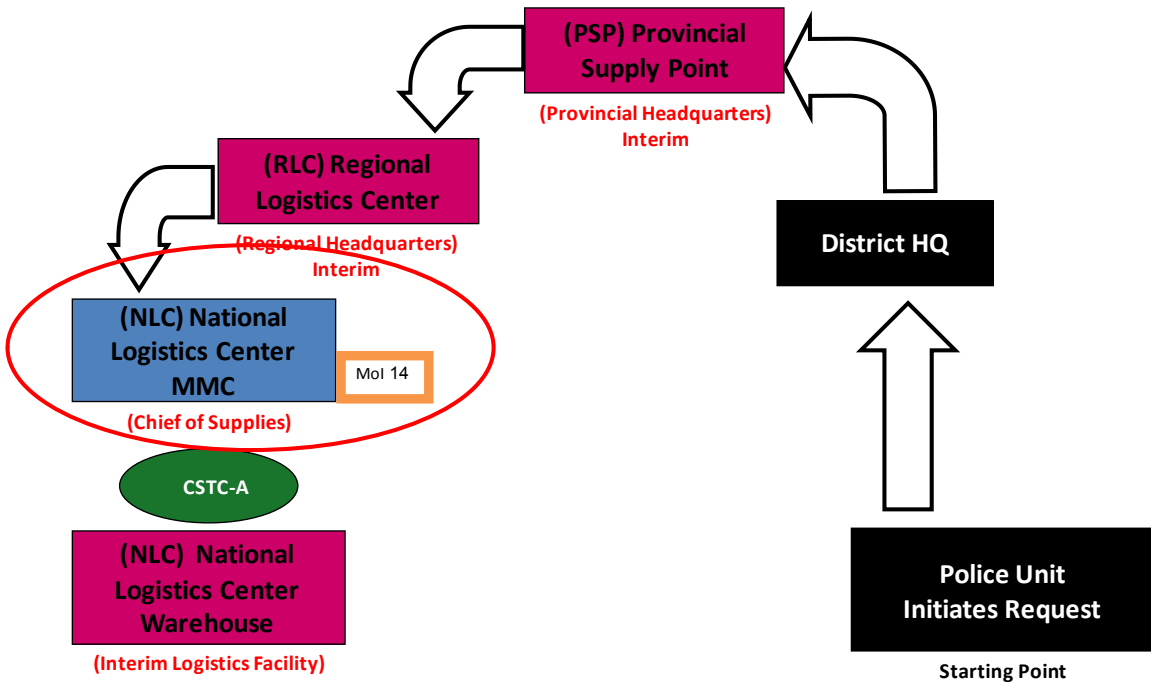 (PSP) Provincial
Supply Point
(Provincial Headquarters)
Interim
(RLC) Regional
Logistics Center
(Regional Headquarters)
Interim
District HQ
(NLC) National
Logistics Center
MMC
MoI 14
(Chief of Supplies)
CSTC-A
(NLC) National
Logistics Center
Warehouse
(Interim Logistics Facility)
Police Unit
Initiates Request
Starting Point